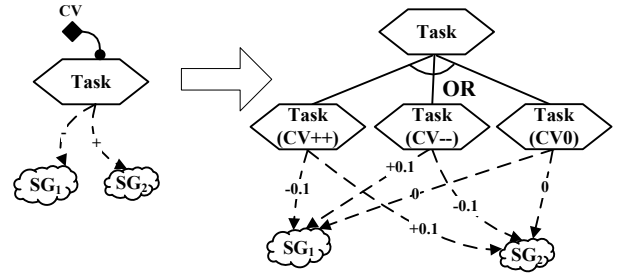 CV
Task
-
+
SG1
SG2
Task
OR
Task
(CV++)
Task
(CV--)
Task
(CV0)
-0.1
+0.1
0
-0.1
0
+0.1
SG1
SG2